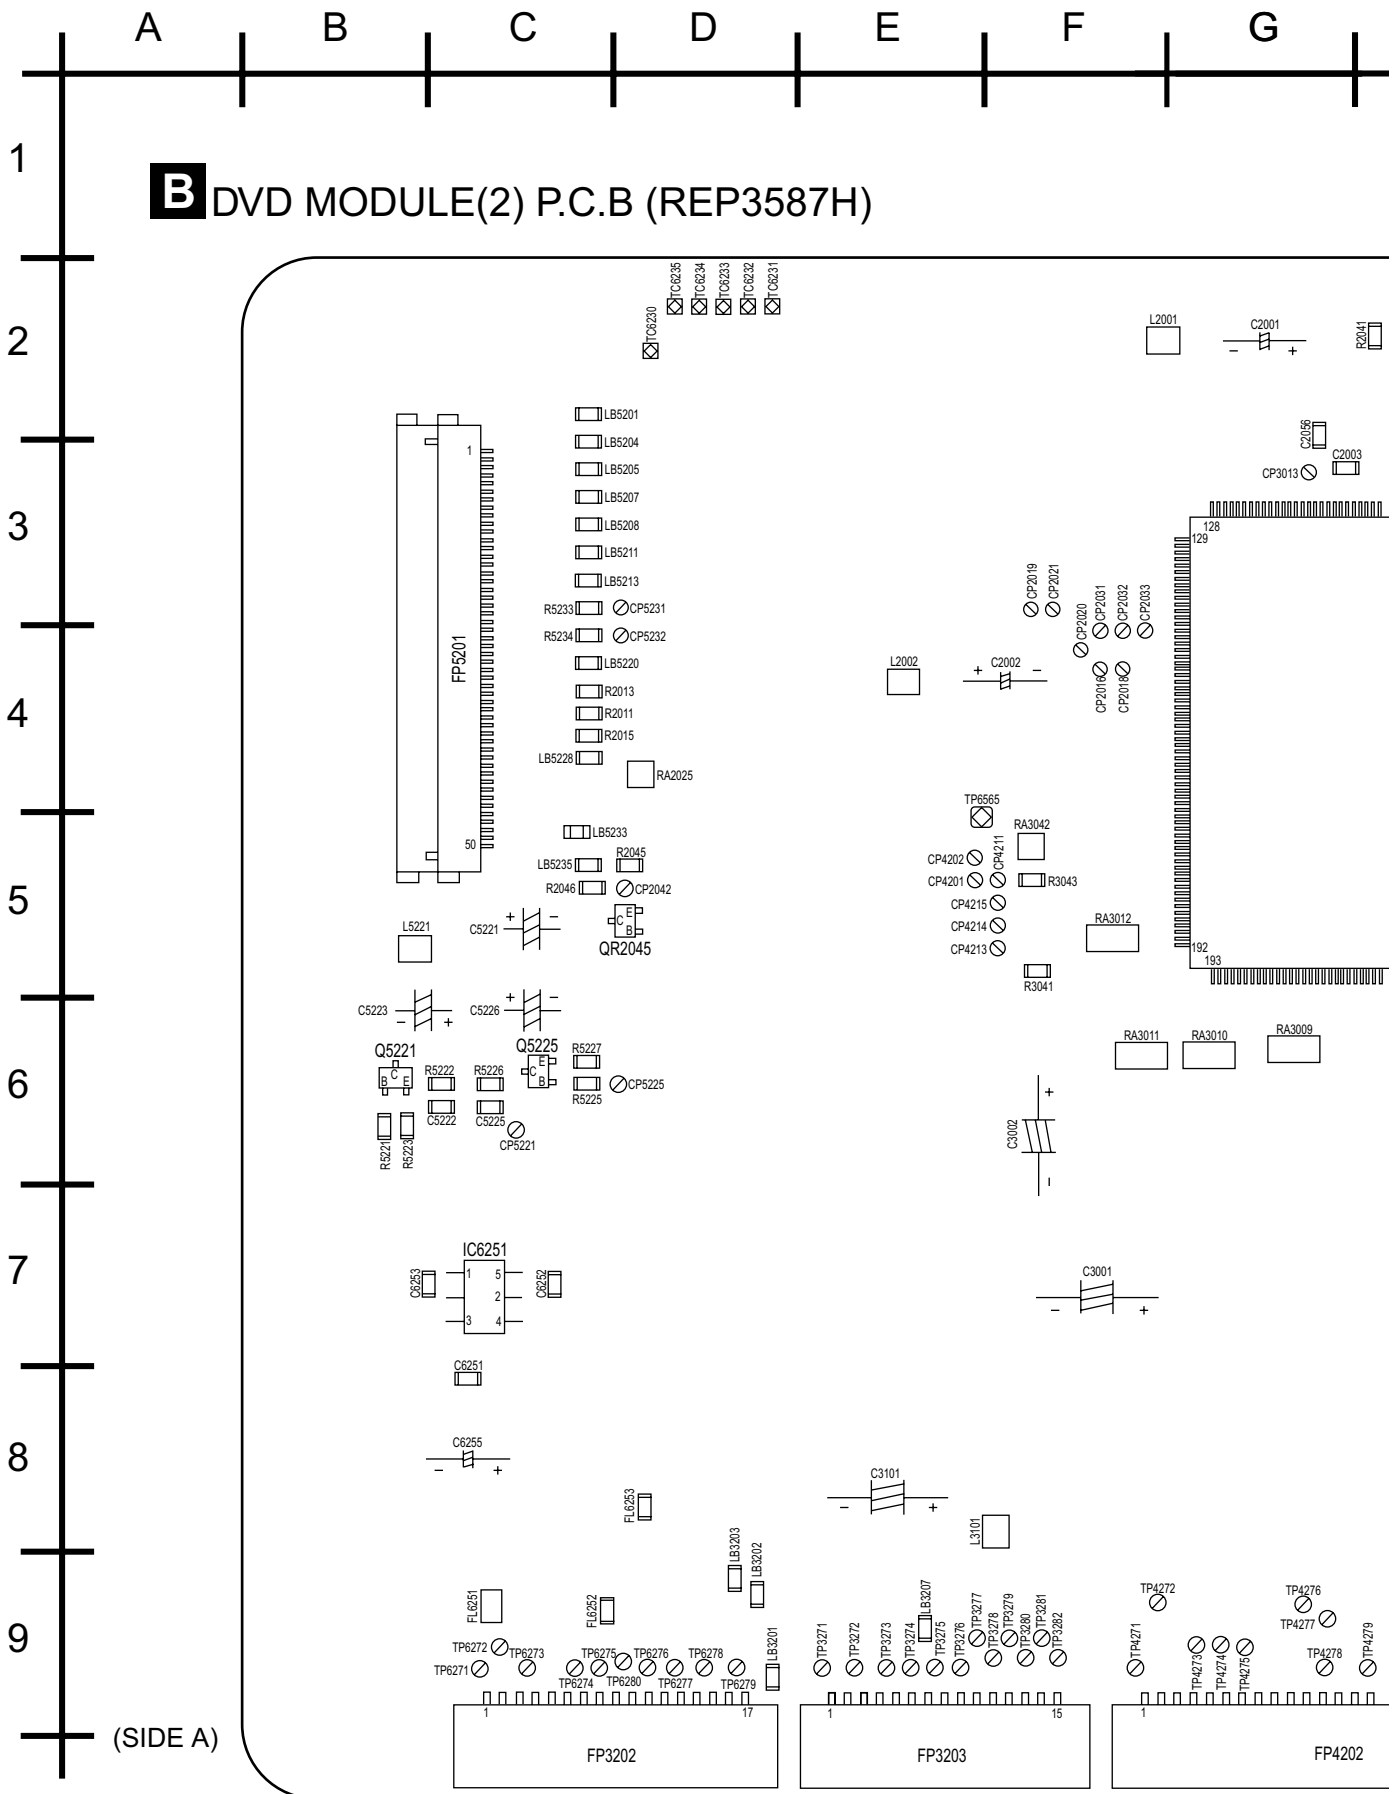 A B C D E F G
1
B DVD MODULE(2) P.C.B (REP3587H)
TC6235 TC6234 TC6233 TC6232 TC6231
TC6230
2
L2001 C2001 R2041
− +
LB5201
C2056
LB5204
1
C2003
LB5205
CP3013
LB5207
3
LB5208
128
129
LB5211
LB5213
CP2019 CP2021
R5233 CP5231
CP2020 CP2031 CP2032 CP2033
R5234 CP5232
FP5201
LB5220
L2002 + C2002 −
R2013
CP2016 CP2018
4
R2011
R2015
LB5228
RA2025
TP6565
RA3042
LB5233
50
CP4211
R2045
CP4202
LB5235
R2046 CP2042
CP4201 R3043
5
CP4215
L5221 C5221 + −
E
C
B
RA3012
CP4214
QR2045
CP4213
192
193
R3041
C5223 − +
C5226 + −
RA3011 RA3010 RA3009
Q5221 Q5225 R5227
B C E
E
C
B
6
R5222 R5226 CP5225
R5225
+
C5222 C5225
C3002
CP5221
R5221 R5223
−
IC6251
7
C6253 1 5 C6252
2
3 4
C3001
− +
C6251
8
C6255
− +
C3101
− +
FL6253
L3101
LB3203 LB3202
FL6251 FL6252
LB3207
TP3277 TP3279 TP3281
TP4272 TP4276
TP4277
9
TP6272 TP6273 TP6275 TP6276 TP6278 LB3201
TP3271 TP3272 TP3273 TP3274 TP3275 TP3276 TP3278 TP3280 TP3282
TP4271 TP4273 TP4274 TP4275 TP4279
TP6271 TP6274 TP6280 TP6277 TP6279
TP4278
1 17 1 15 1
(SIDE A)
FP3202 FP3203 FP4202